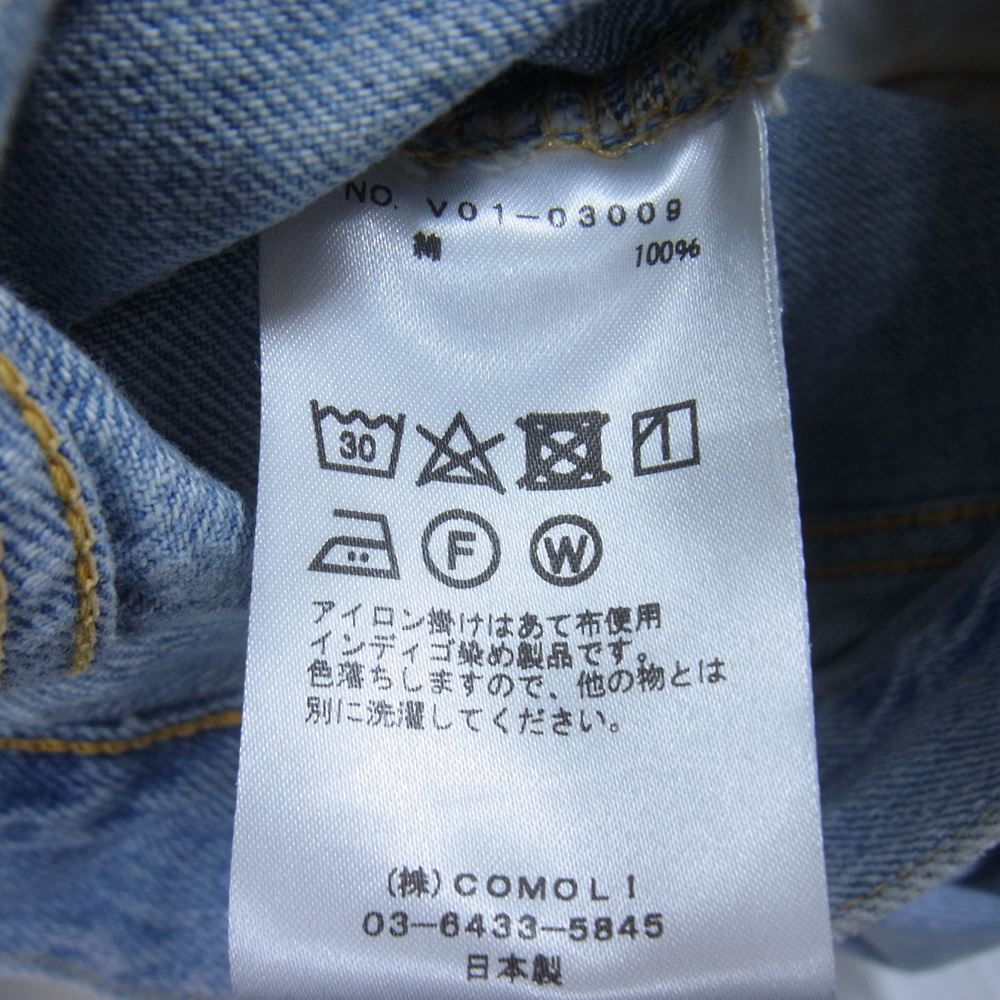 NO. V01-03009
綿 100%
30
F W
アイロン掛けはあて布使用
インディゴ染め製品です。
色落ちしますので、他の物とは
別に洗濯してください。
(株)COMOLI
03-6433-5845
日本製